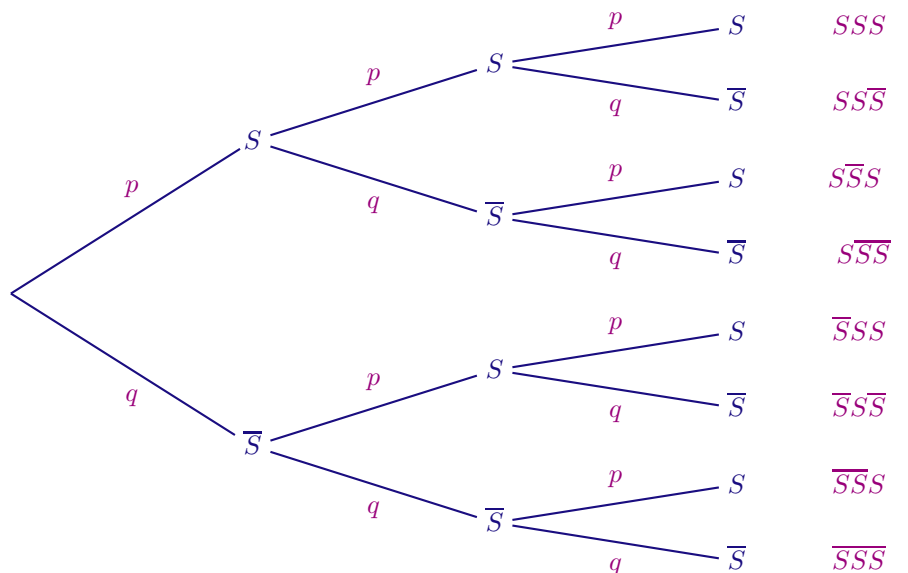 p S SSS
S
p q S̅ SSS̅
S
p p S SS̅S
q S̅
q S̅ SS̅S̅
p S S̅SS
S
q p q S̅ S̅SS̅
S̅
p S S̅S̅S
q S̅
q S̅ S̅S̅S̅